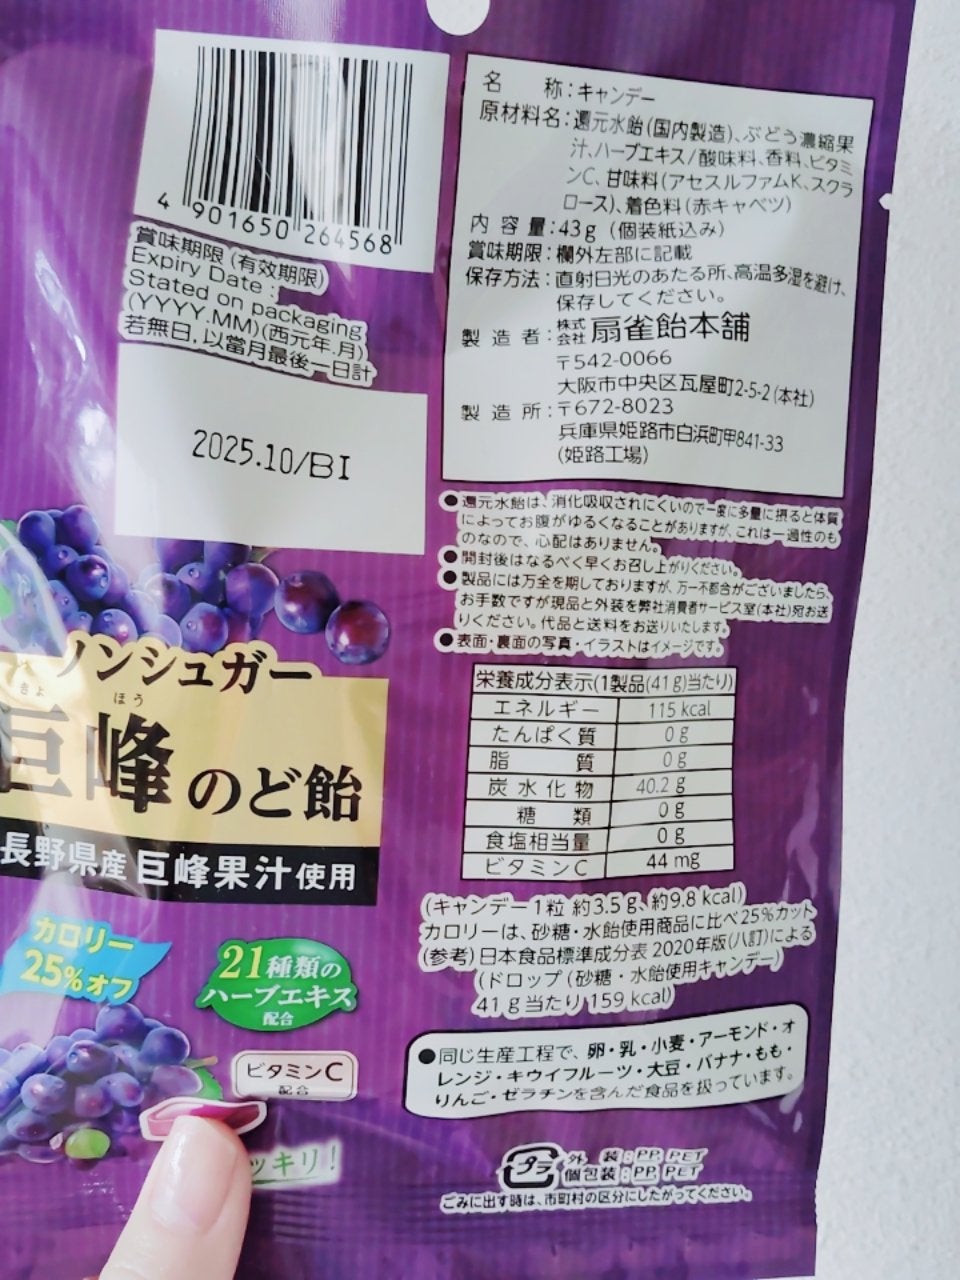 4 901650 264568
賞味期限(有效期限)
Expiry Date:
Stated on packaging
(YYYY.MM)(西元年.月)
若無日,以當月最後一日計
2025.10/BI
名 称:キャンデー
原材料名:還元水飴(国内製造)、ぶどう濃縮果
汁、ハーブエキス/酸味料、香料、ビタミ
ンC、甘味料(アセスルファムK、スクラ
ロース)、着色料(赤キャベツ)
内容量:43g(個装紙込み)
賞味期限:欄外左部に記載
保存方法:直射日光のあたる所、高温多湿を避け、
保存してください。
製造者:株式会社 扇雀飴本舗
〒542-0066
大阪市中央区瓦屋町2-5-2(本社)
製造所:〒672-8023
兵庫県姫路市白浜町甲841-33
(姫路工場)
●還元水飴は、消化吸収されにくいので一度に多量に摂ると体質
によってお腹がゆるくなることがありますが、これは一過性のも
のなので、心配はありません。
●開封後はなるべく早くお召し上がりください。
●製品には万全を期しておりますが、万一不都合がございましたら、
お手数ですが現品と外装を弊社消費者サービス室(本社)宛お送
りください。代品と送料をお送りいたします。
●表面・裏面の写真・イラストはイメージです。
ノンシュガー
きょ ほう
巨峰のど飴
長野県産巨峰果汁使用
カロリー
25%オフ
21種類の
ハーブエキス
配合
ビタミンC
配合
ッキリ!
栄養成分表示(1製品(41g)当たり)
エネルギー 115 kcal
たんぱく質 0g
脂質 0g
炭水化物 40.2g
糖類 0g
食塩相当量 0g
ビタミンC 44mg
(キャンデー1粒 約3.5g、約9.8kcal)
カロリーは、砂糖・水飴使用商品に比べ25%カット
(参考)日本食品標準成分表 2020年版(八訂)による
(ドロップ(砂糖・水飴使用キャンデー)
41g当たり159kcal)
●同じ生産工程で、卵・乳・小麦・アーモンド・オ
レンジ・キウイフルーツ・大豆・バナナ・もも・
りんご・ゼラチンを含んだ食品を扱っています。
プラ
外装:PP, PET
個包装:PP, PET
ごみに出す時は、市町村の区分にしたがってください。